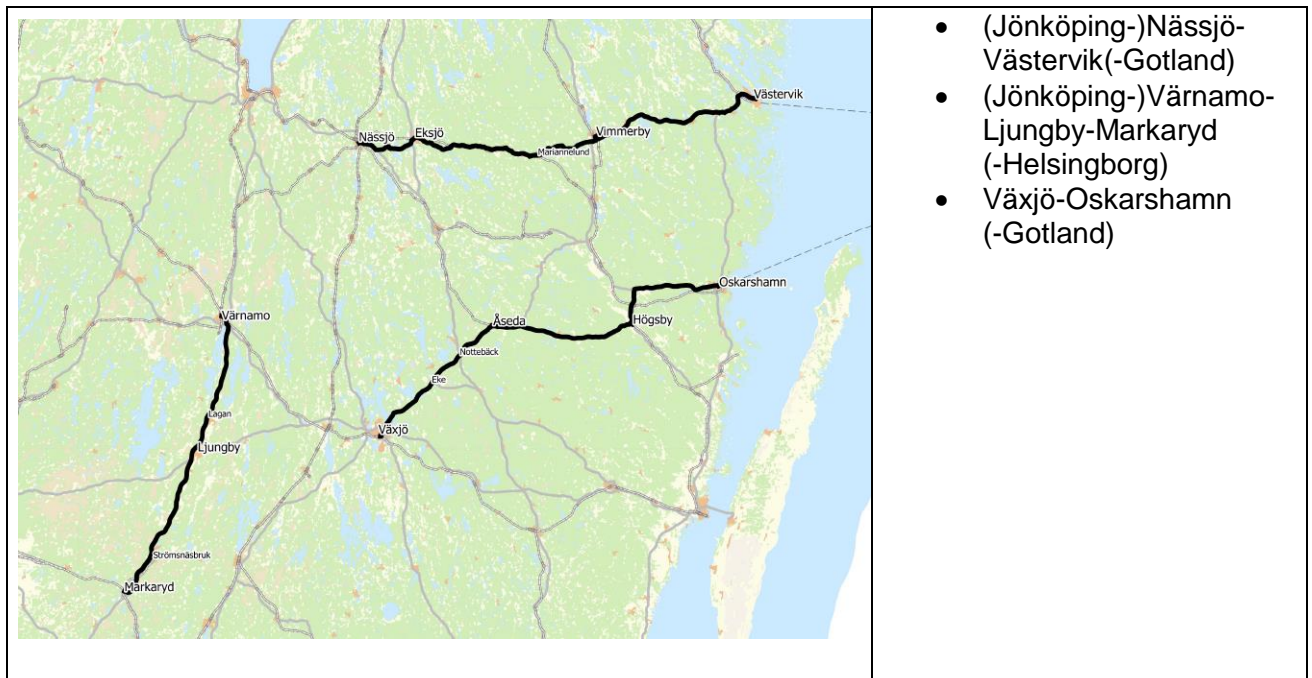 Västervik
Nässjö
Eksjö
Vimmerby
Mariannelund
Oskarshamn
Värnamo
Åseda
Högsby
Nottebäck
Eke
Lagan
Växjö
Ljungby
Strömsnäsbruk
Markaryd
• (Jönköping-)Nässjö-
Västervik(-Gotland)
• (Jönköping-)Värnamo-
Ljungby-Markaryd
(-Helsingborg)
• Växjö-Oskarshamn
(-Gotland)